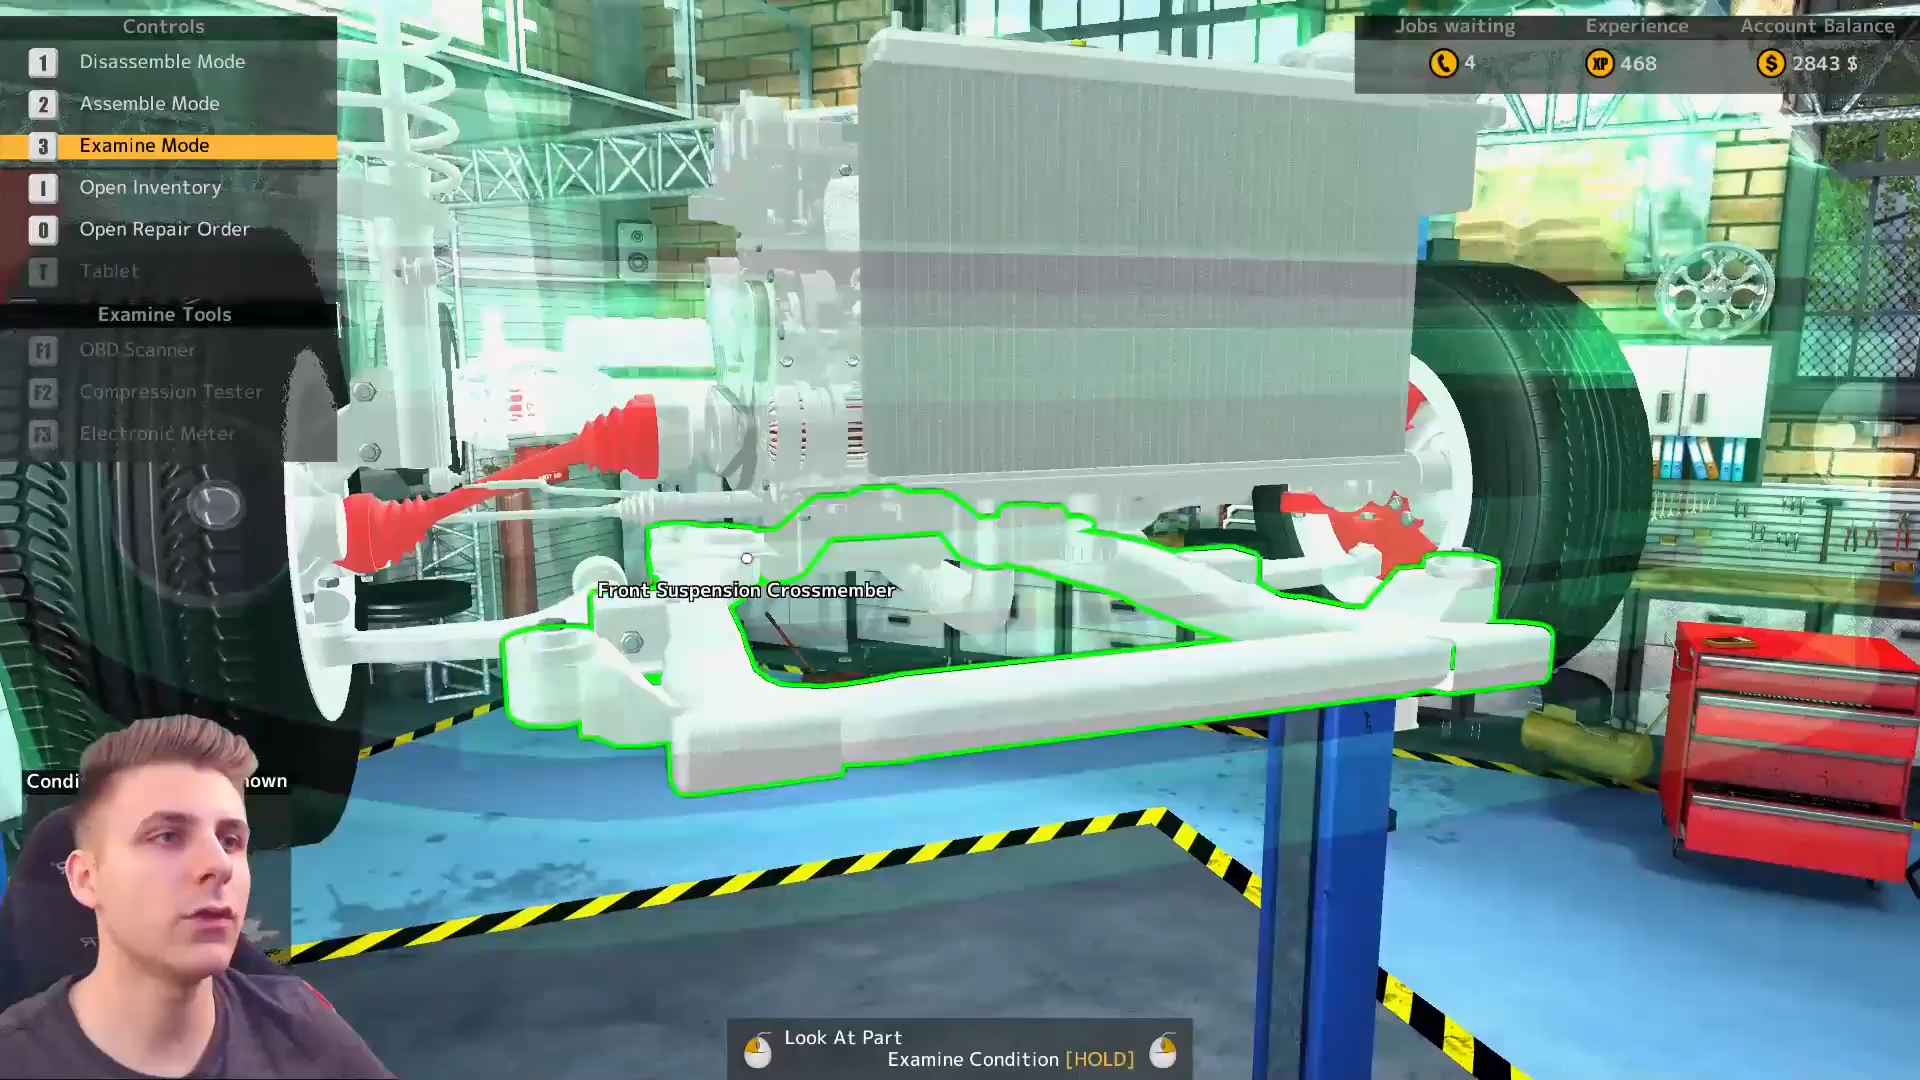 Controls
1 Disassemble Mode
2 Assemble Mode
3 Examine Mode
I Open Inventory
O Open Repair Order
T Tablet
Examine Tools
F1 OBD Scanner
F2 Compression Tester
F3 Electronic Meter
Jobs waiting Experience Account Balance
4 XP 468 $ 2843 $
Front Suspension Crossmember
Condi
own
Look At Part
Examine Condition [HOLD]